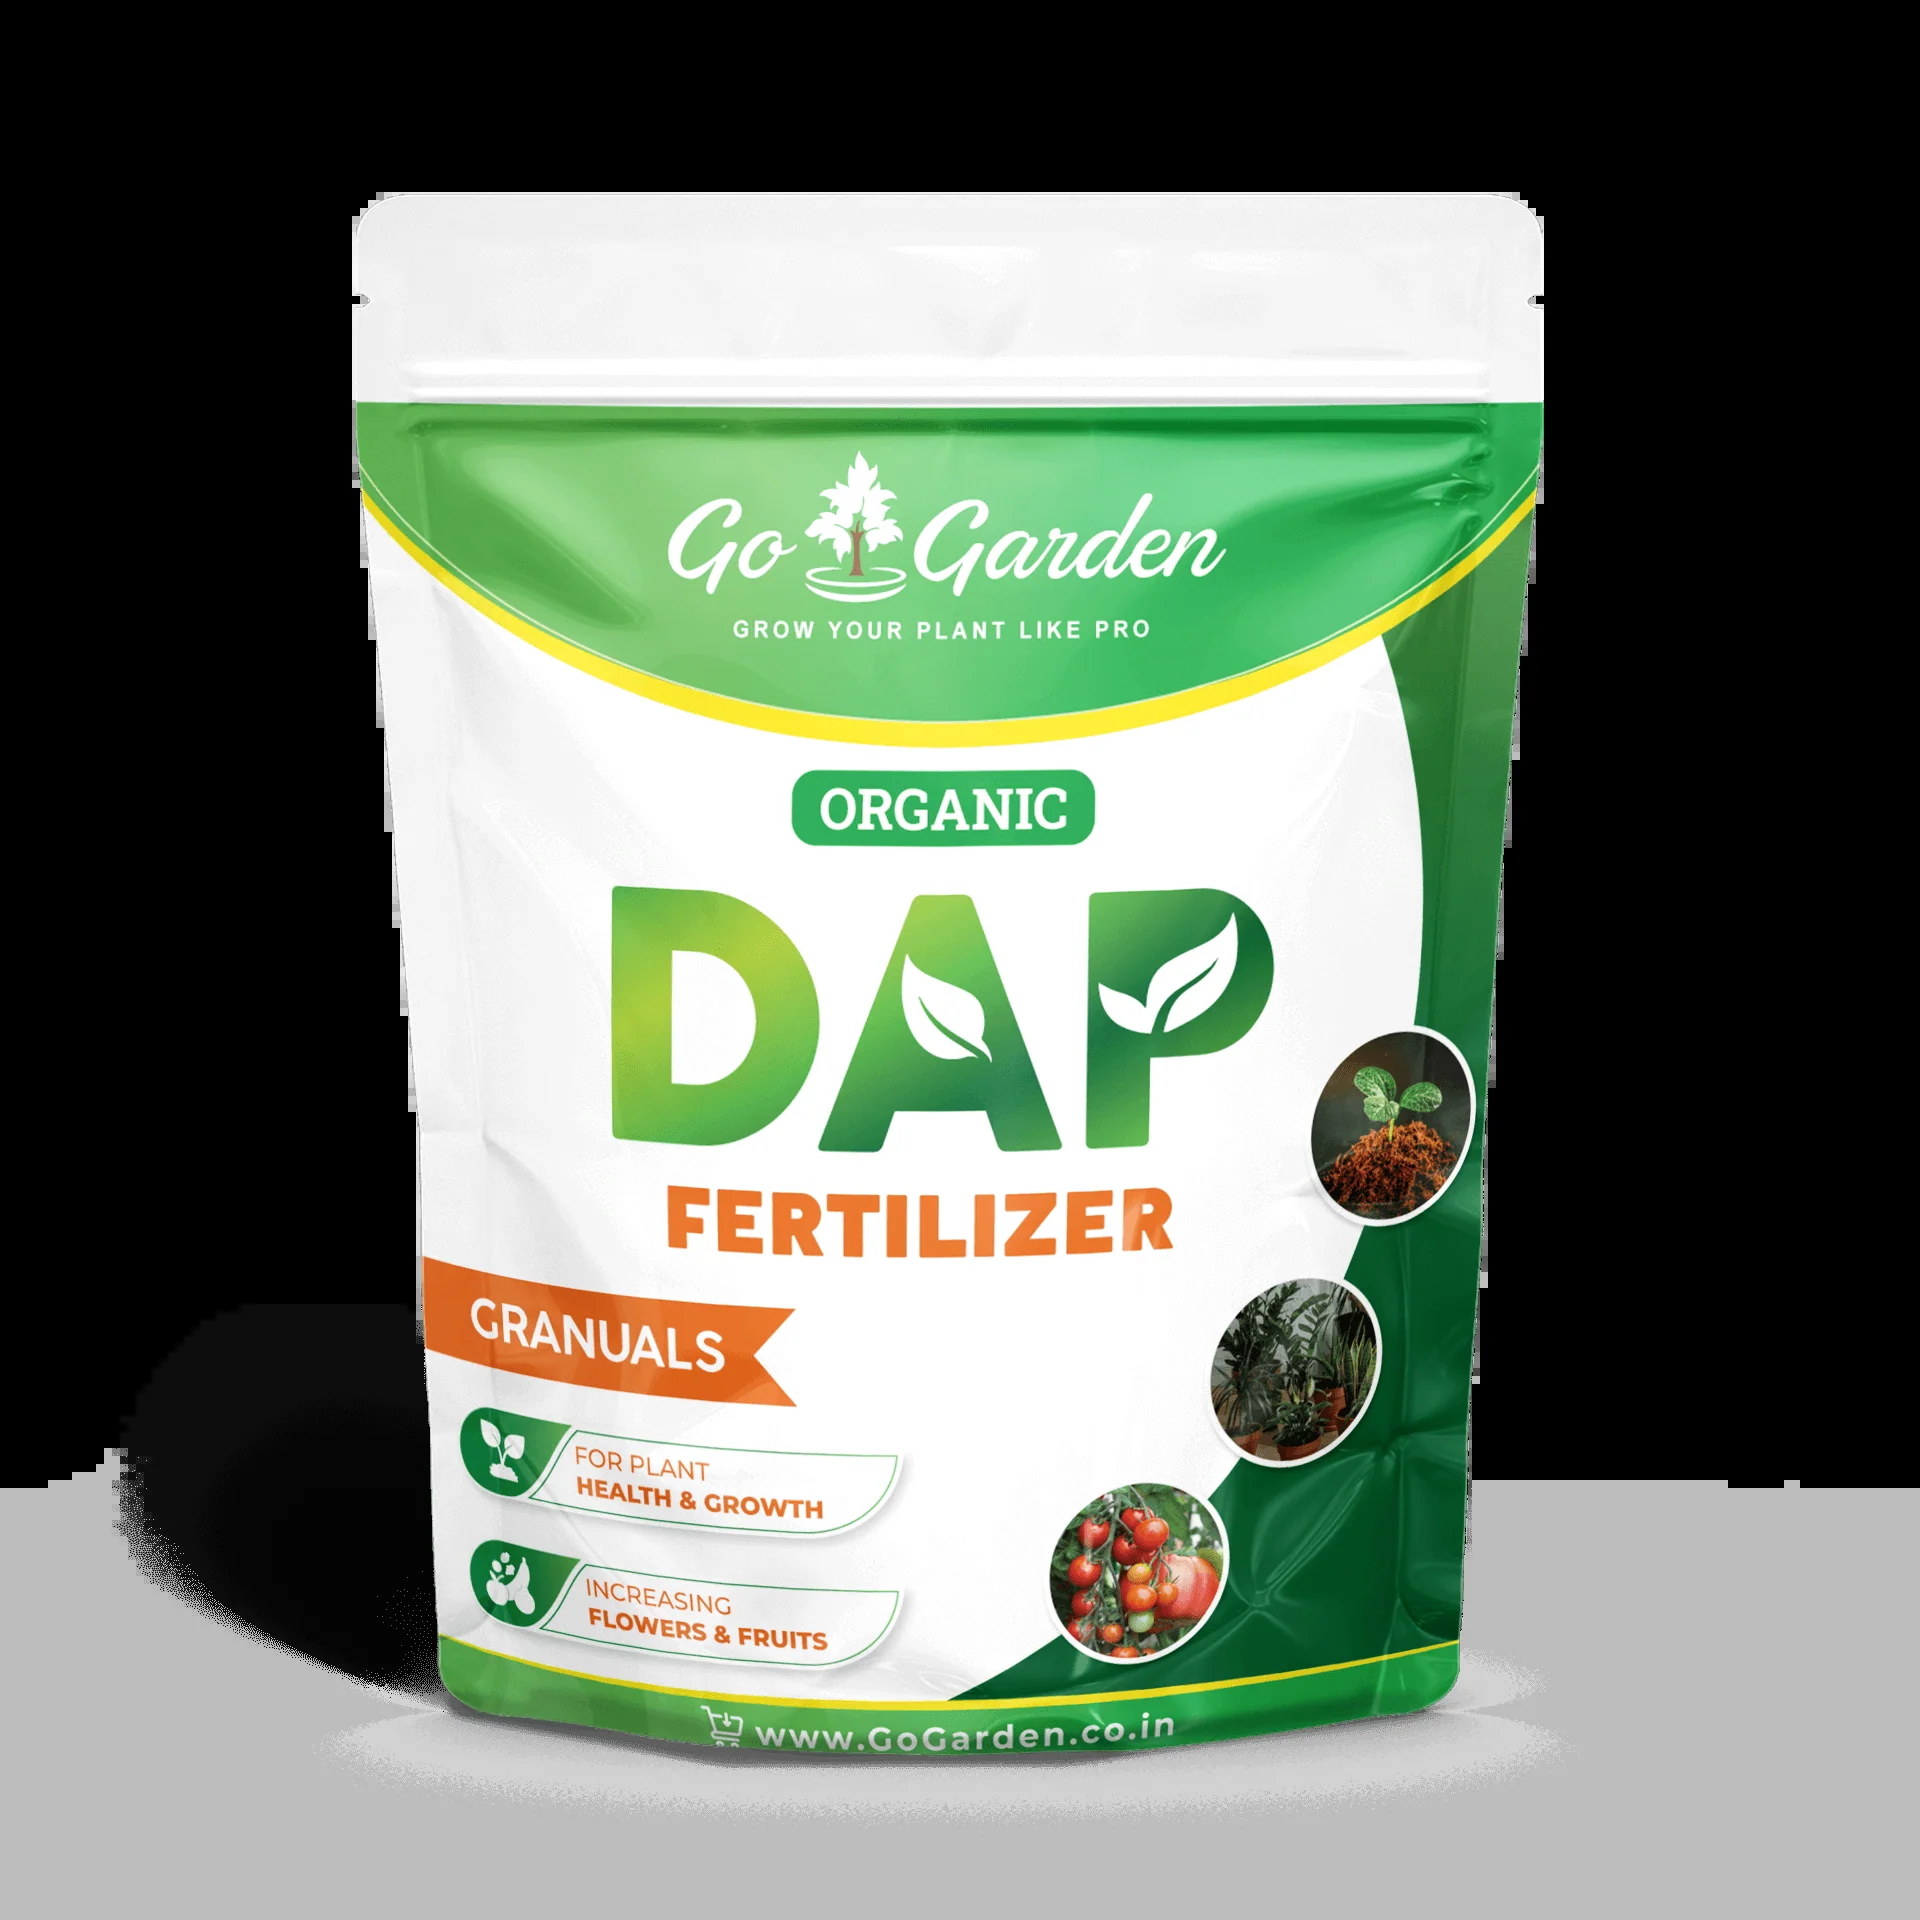 Go Garden
GROW YOUR PLANT LIKE PRO
ORGANIC
DAP
FERTILIZER
GRANUALS
FOR PLANT
HEALTH & GROWTH
INCREASING
FLOWERS & FRUITS
www.GoGarden.co.in